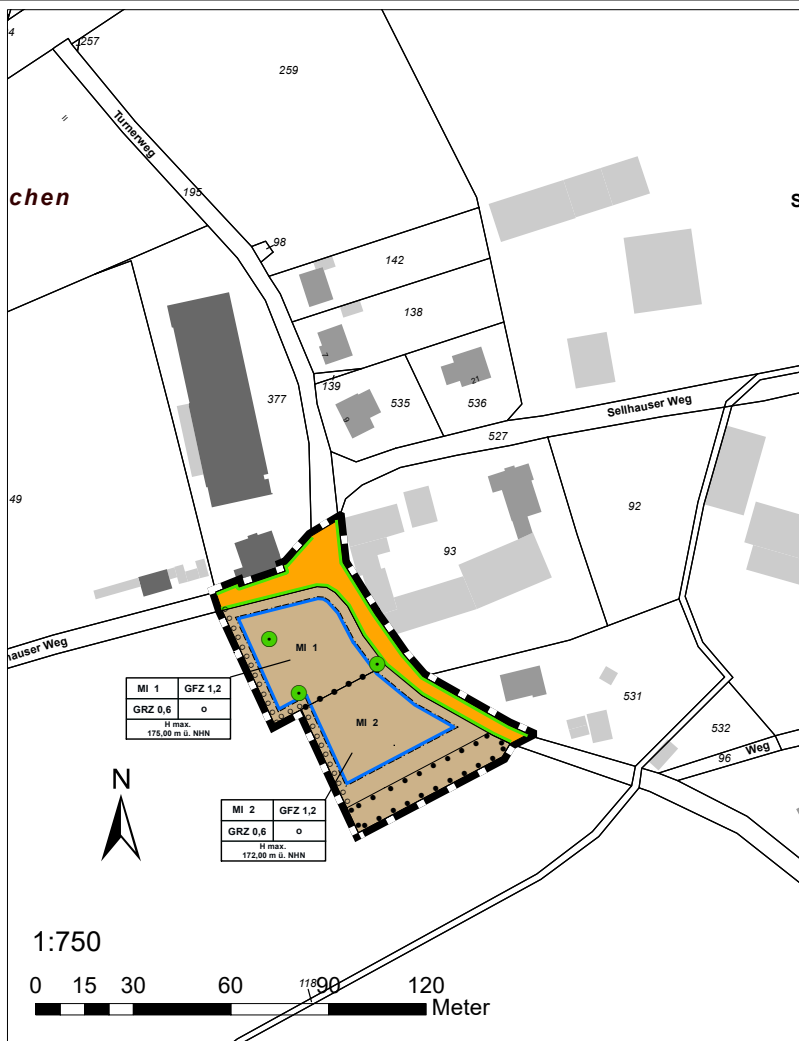 4
257
259
Turnerweg
chen
195
S
98
142
138
7
139
377
535
21
536
9
Sellhauser Weg
527
49
92
93
hauser Weg
MI 1
531
MI 1 GFZ 1,2
GRZ 0,6 o
H max.
175,00 m ü. NHN
MI 2
532
Weg
96
N
MI 2 GFZ 1,2
GRZ 0,6 o
H max.
172,00 m ü. NHN
1:750
118
0 15 30 60 90 120
Meter